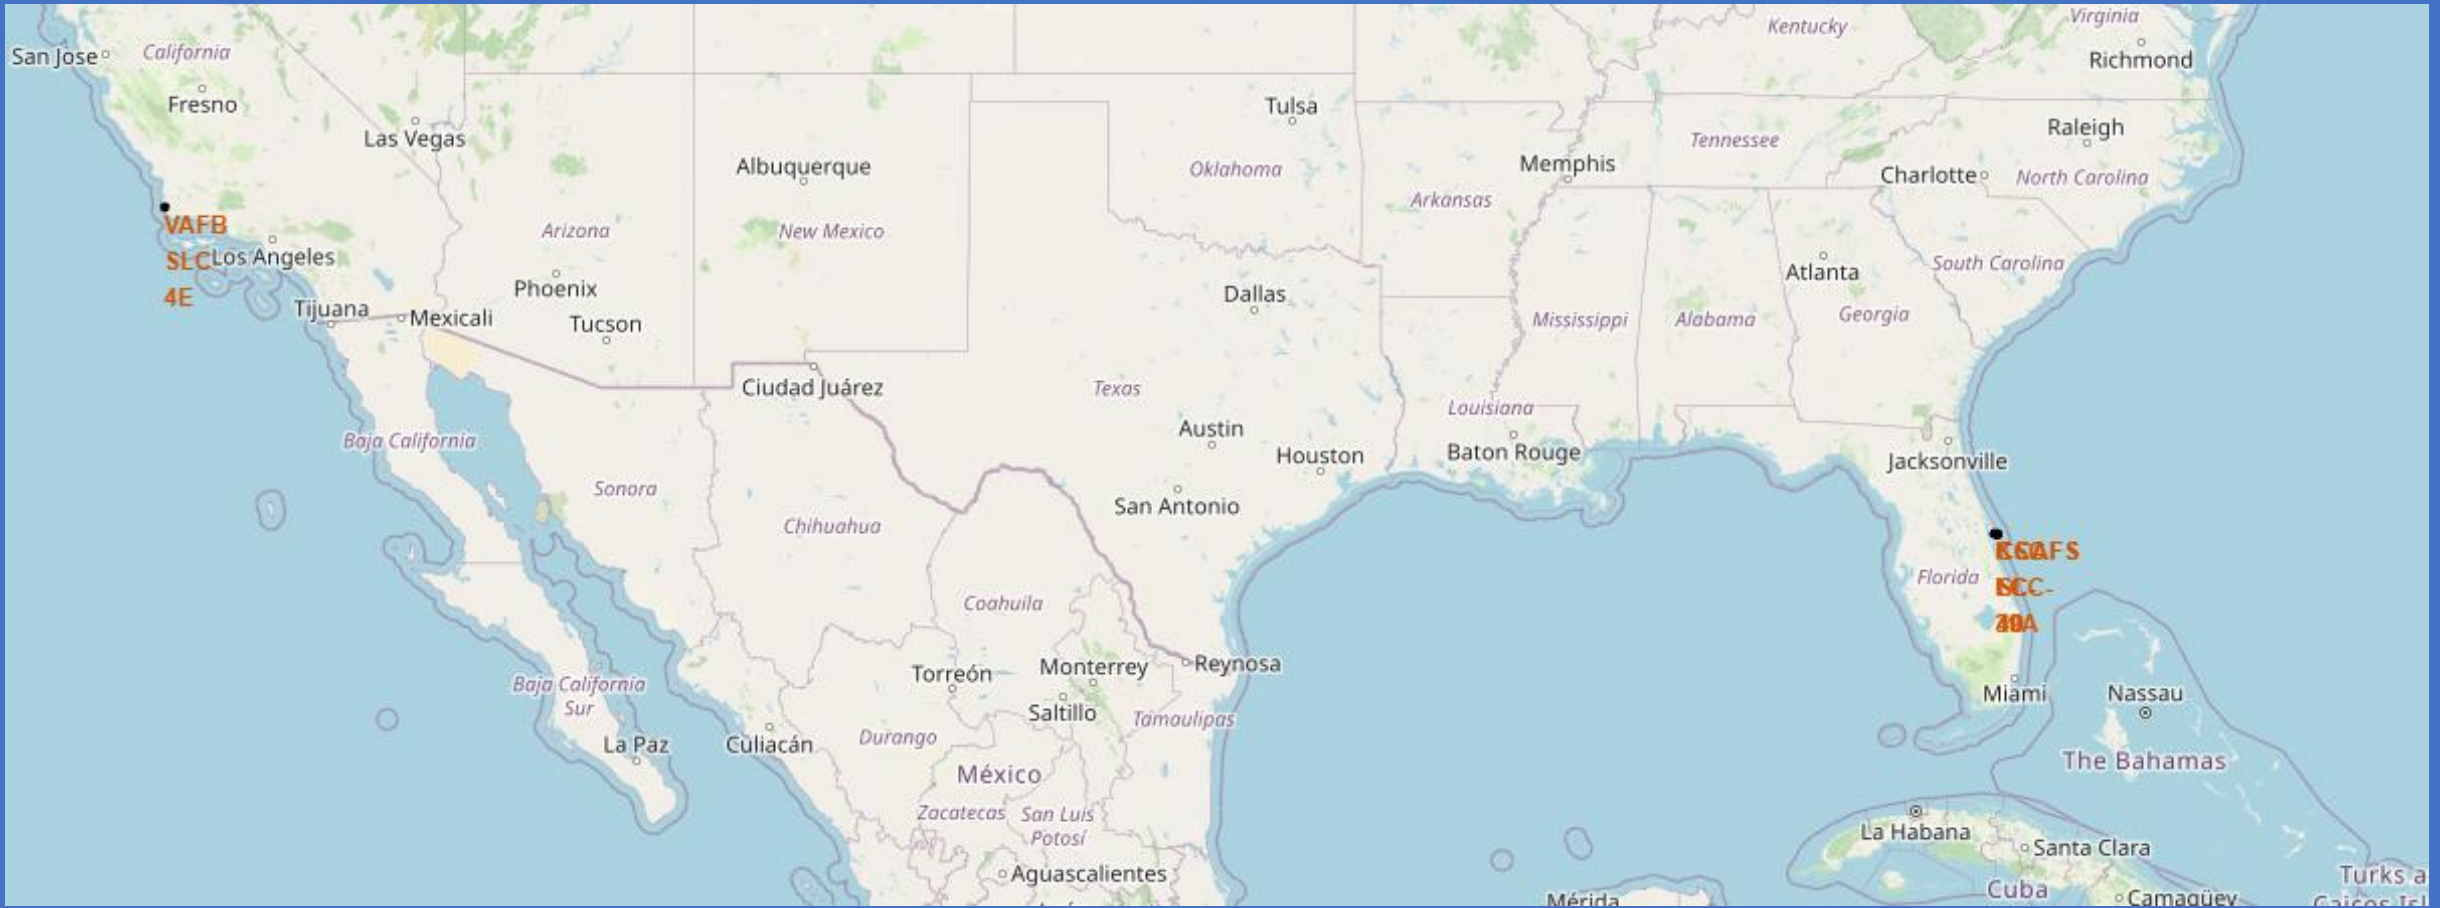 Kentucky
Virginia
San Jose
California
Richmond
Fresno
Tulsa
Las Vegas
Raleigh
Tennessee
Albuquerque
Memphis
Oklahoma
Charlotte
North Carolina
Arkansas
VAFB
SLC-
4E
Arizona
New Mexico
Los Angeles
South Carolina
Atlanta
Phoenix
Dallas
Tijuana
Mexicali
Tucson
Mississippi
Alabama
Georgia
Ciudad Juárez
Texas
Louisiana
Austin
Baja California
Houston
Baton Rouge
Jacksonville
Sonora
San Antonio
Chihuahua
Florida
Coahuila
Reynosa
Torreón
Monterrey
Baja California
Sur
Miami
Nassau
Saltillo
Tamaulipas
Durango
La Paz
Culiacán
The Bahamas
México
Zacatecas
San Luis
Potosí
La Habana
Santa Clara
Aguascalientes
Turks a
Cuba
Camagüey
Mérida
Caicos Isl